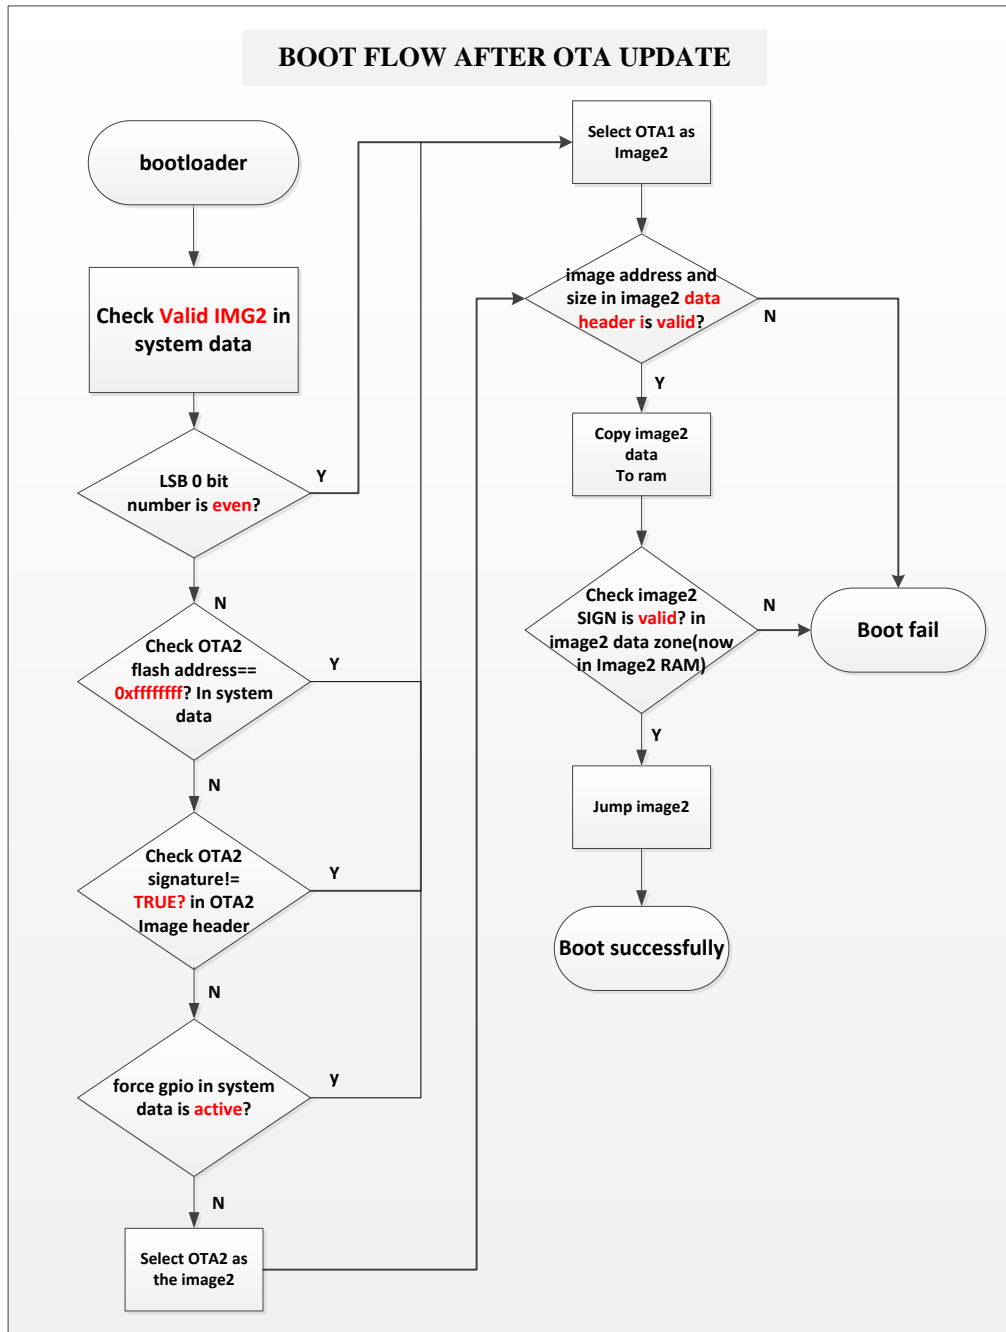 BOOT FLOW AFTER OTA UPDATE
bootloader
Check Valid IMG2 in
system data
LSB 0 bit
number is even?
Y
N
Check OTA2
flash address==
0xffffffff? In system
data
Y
N
Check OTA2
signature!=
TRUE? in OTA2
Image header
Y
N
force gpio in system
data is active?
y
N
Select OTA2 as
the image2
Select OTA1 as
Image2
image address and
size in image2 data
header is valid?
N
Y
Copy image2
data
To ram
Check image2
SIGN is valid? in
image2 data zone(now
in Image2 RAM)
N
Boot fail
Y
Jump image2
Boot successfully